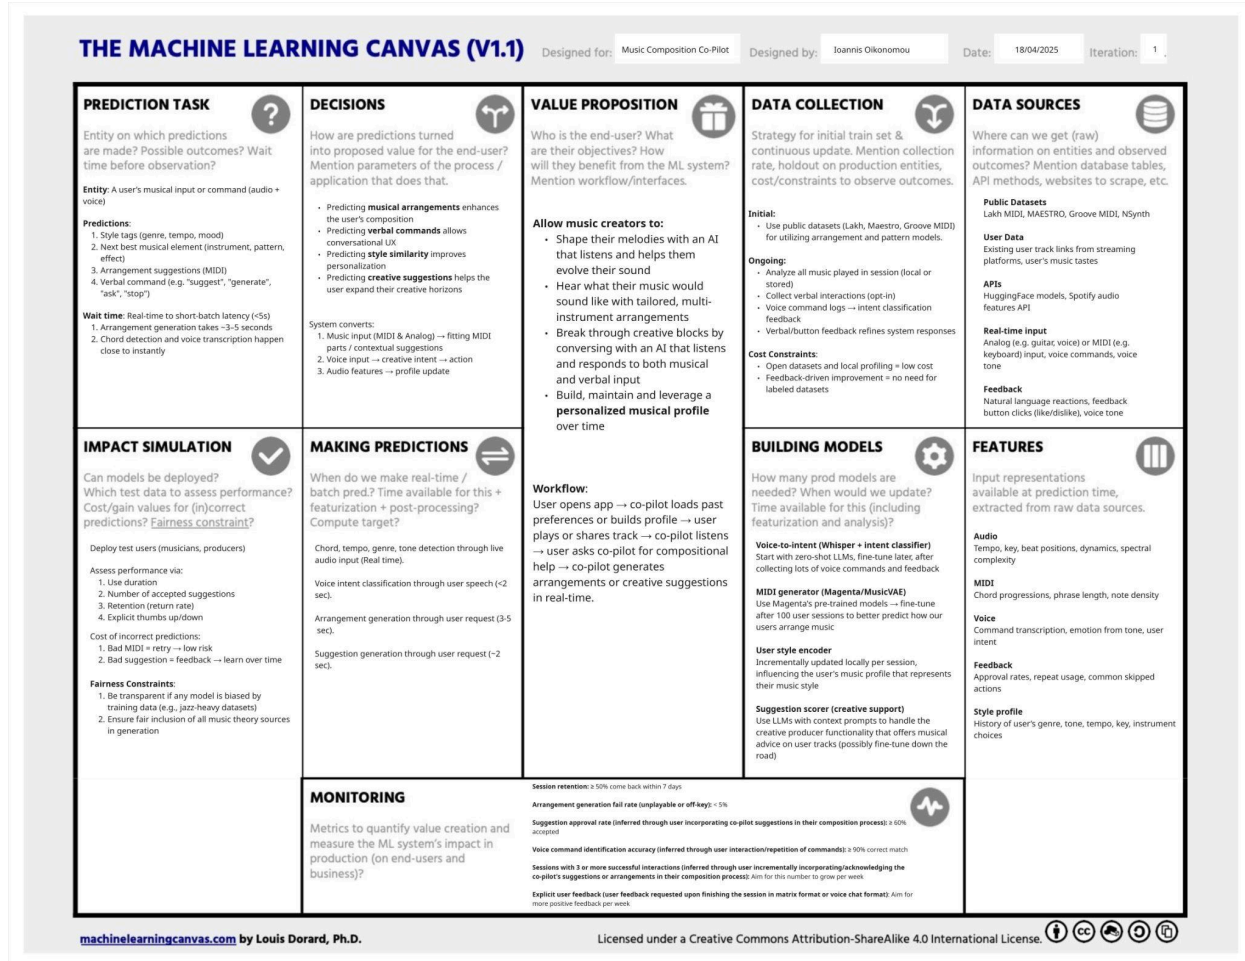 THE MACHINE LEARNING CANVAS (V1.1)
Designed for:
Music Composition Co-Pilot
Designed by:
Ioannis Oikonomou
Date:
18/04/2025
Iteration:
1
.
PREDICTION TASK
Entity on which predictions
are made? Possible outcomes? Wait
time before observation?
Entity: A user's musical input or command (audio +
voice)
Predictions:
1. Style tags (genre, tempo, mood)
2. Next best musical element (instrument, pattern,
effect)
3. Arrangement suggestions (MIDI)
4. Verbal command (e.g. "suggest", "generate",
"ask", "stop")
Wait time: Real-time to short-batch latency (<5s)
1. Arrangement generation takes ~3–5 seconds
2. Chord detection and voice transcription happen
close to instantly
DECISIONS
How are predictions turned
into proposed value for the end-user?
Mention parameters of the process /
application that does that.
• Predicting musical arrangements enhances
the user's composition
• Predicting verbal commands allows
conversational UX
• Predicting style similarity improves
personalization
• Predicting creative suggestions helps the
user expand their creative horizons
System converts:
1. Music input (MIDI & Analog) → fitting MIDI
parts / contextual suggestions
2. Voice input → creative intent → action
3. Audio features → profile update
VALUE PROPOSITION
Who is the end-user? What
are their objectives? How
will they benefit from the ML system?
Mention workflow/interfaces.
Allow music creators to:
• Shape their melodies with an AI
that listens and helps them
evolve their sound
• Hear what their music would
sound like with tailored, multi-
instrument arrangements
• Break through creative blocks by
conversing with an AI that listens
and responds to both musical
and verbal input
• Build, maintain and leverage a
personalized musical profile
over time
Workflow:
User opens app → co-pilot loads past
preferences or builds profile → user
plays or shares track → co-pilot listens
→ user asks co-pilot for compositional
help → co-pilot generates
arrangements or creative suggestions
in real-time.
DATA COLLECTION
Strategy for initial train set &
continuous update. Mention collection
rate, holdout on production entities,
cost/constraints to observe outcomes.
Initial:
• Use public datasets (Lakh, Maestro, Groove MIDI)
for utilizing arrangement and pattern models.
Ongoing:
• Analyze all music played in session (local or
stored)
• Collect verbal interactions (opt-in)
• Voice command logs → intent classification
feedback
• Verbal/button feedback refines system responses
Cost Constraints:
• Open datasets and local profiling = low cost
• Feedback-driven improvement = no need for
labeled datasets
DATA SOURCES
Where can we get (raw)
information on entities and observed
outcomes? Mention database tables,
API methods, websites to scrape, etc.
Public Datasets
Lakh MIDI, MAESTRO, Groove MIDI, NSynth
User Data
Existing user track links from streaming
platforms, user's music tastes
APIs
HuggingFace models, Spotify audio
features API
Real-time input
Analog (e.g. guitar, voice) or MIDI (e.g.
keyboard) input, voice commands, voice
tone
Feedback
Natural language reactions, feedback
button clicks (like/dislike), voice tone
IMPACT SIMULATION
Can models be deployed?
Which test data to assess performance?
Cost/gain values for (in)correct
predictions? Fairness constraint?
Deploy test users (musicians, producers)
Assess performance via:
1. Use duration
2. Number of accepted suggestions
3. Retention (return rate)
4. Explicit thumbs up/down
Cost of incorrect predictions:
1. Bad MIDI = retry → low risk
2. Bad suggestion = feedback → learn over time
Fairness Constraints:
1. Be transparent if any model is biased by
training data (e.g., jazz-heavy datasets)
2. Ensure fair inclusion of all music theory sources
in generation
MAKING PREDICTIONS
When do we make real-time /
batch pred.? Time available for this +
featurization + post-processing?
Compute target?
Chord, tempo, genre, tone detection through live
audio input (Real time).
Voice intent classification through user speech (<2
sec).
Arrangement generation through user request (3-5
sec).
Suggestion generation through user request (~2
sec).
BUILDING MODELS
How many prod models are
needed? When would we update?
Time available for this (including
featurization and analysis)?
Voice-to-intent (Whisper + intent classifier)
Start with zero-shot LLMs, fine-tune later, after
collecting lots of voice commands and feedback
MIDI generator (Magenta/MusicVAE)
Use Magenta's pre-trained models → fine-tune
after 100 user sessions to better predict how our
users arrange music
User style encoder
Incrementally updated locally per session,
influencing the user's music profile that represents
their music style
Suggestion scorer (creative support)
Use LLMs with context prompts to handle the
creative producer functionality that offers musical
advice on user tracks (possibly fine-tune down the
road)
FEATURES
Input representations
available at prediction time,
extracted from raw data sources.
Audio
Tempo, key, beat positions, dynamics, spectral
complexity
MIDI
Chord progressions, phrase length, note density
Voice
Command transcription, emotion from tone, user
intent
Feedback
Approval rates, repeat usage, common skipped
actions
Style profile
History of user's genre, tone, tempo, key, instrument
choices
MONITORING
Metrics to quantify value creation and
measure the ML system's impact in
production (on end-users and
business)?
Session retention: ≥ 50% come back within 7 days
Arrangement generation fail rate (unplayable or off-key): < 5%
Suggestion approval rate (inferred through user incorporating co-pilot suggestions in their composition process): ≥ 60%
accepted
Voice command identification accuracy (inferred through user interaction/repetition of commands): ≥ 90% correct match
Sessions with 3 or more successful interactions (inferred through user incrementally incorporating/acknowledging the
co-pilot's suggestions or arrangements in their composition process): Aim for this number to grow per week
Explicit user feedback (user feedback requested upon finishing the session in matrix format or voice chat format): Aim for
more positive feedback per week
machinelearningcanvas.com by Louis Dorard, Ph.D.
Licensed under a Creative Commons Attribution-ShareAlike 4.0 International License.